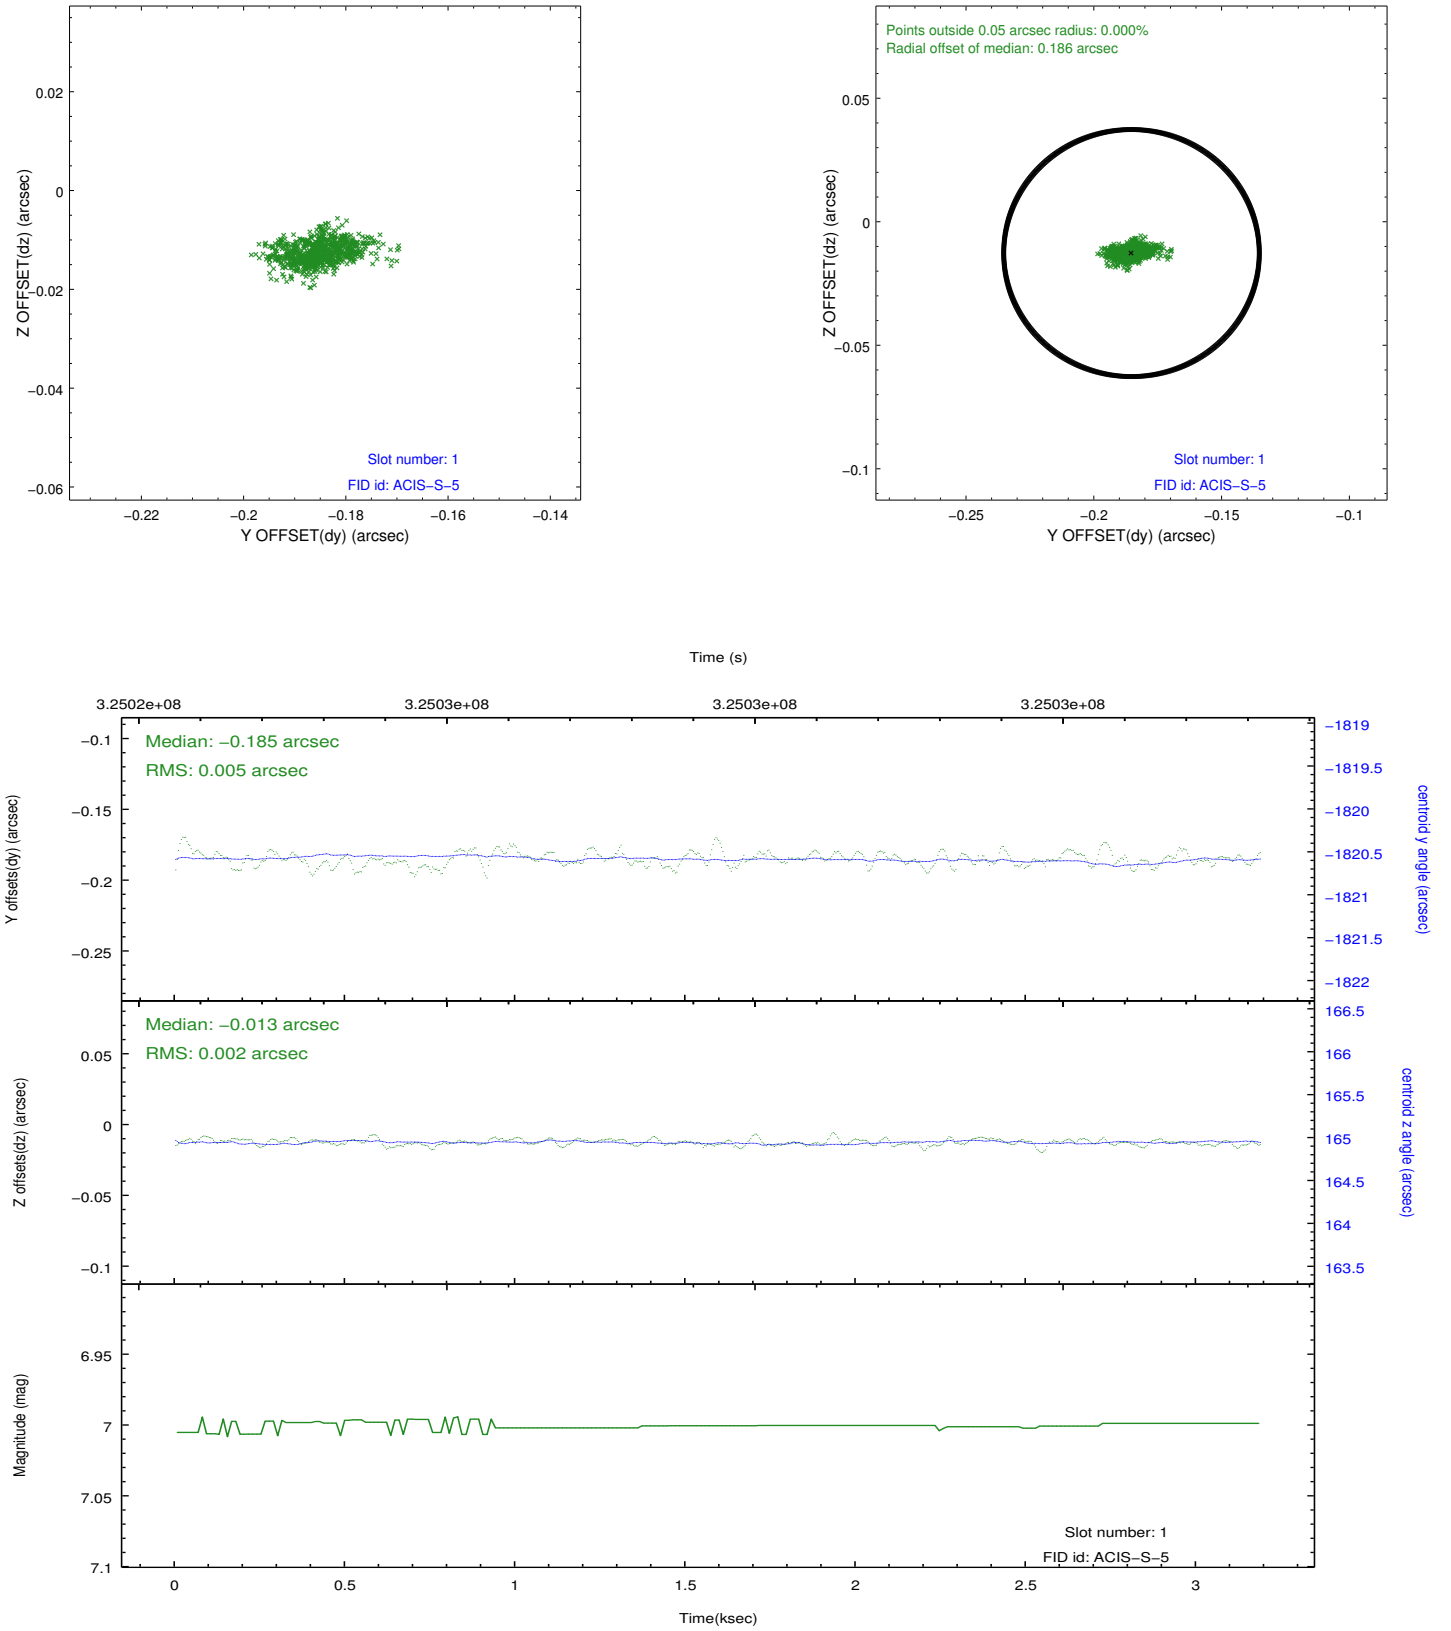 0.02
0
−0.02
−0.04
−0.06
Z OFFSET(dz) (arcsec)
Slot number: 1
FID id: ACIS−S−5
−0.22
−0.2
−0.18
−0.16
−0.14
Y OFFSET(dy) (arcsec)
Points outside 0.05 arcsec radius: 0.000%
Radial offset of median: 0.186 arcsec
0.05
0
−0.05
−0.1
Z OFFSET(dz) (arcsec)
Slot number: 1
FID id: ACIS−S−5
−0.25
−0.2
−0.15
−0.1
Y OFFSET(dy) (arcsec)
Time (s)
3.2502e+08
3.2503e+08
3.2503e+08
3.2503e+08
Median: −0.185 arcsec
RMS: 0.005 arcsec
−0.1
−0.15
−0.2
−0.25
Y offsets(dy) (arcsec)
−1819
−1819.5
−1820
−1820.5
−1821
−1821.5
−1822
centroid y angle (arcsec)
Median: −0.013 arcsec
RMS: 0.002 arcsec
0.05
0
−0.05
−0.1
Z offsets(dz) (arcsec)
166.5
166
165.5
165
164.5
164
163.5
centroid z angle (arcsec)
6.95
7
7.05
7.1
Magnitude (mag)
Slot number: 1
FID id: ACIS−S−5
0
0.5
1
1.5
2
2.5
3
Time(ksec)